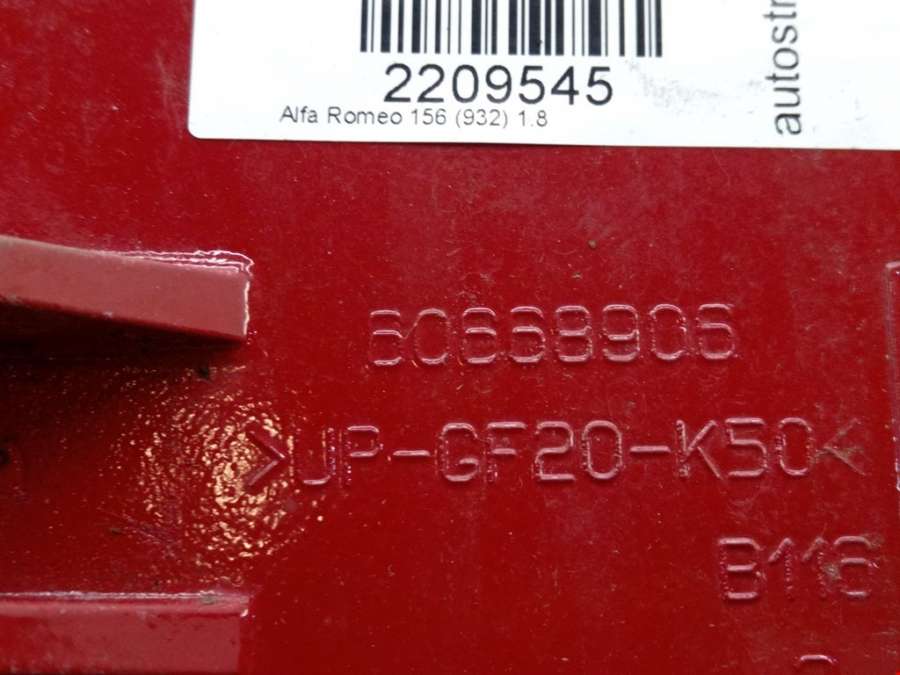 2209545
Alfa Romeo 156 (932) 1.8
autostr
60668906
>UP-GF20-K50<
B116